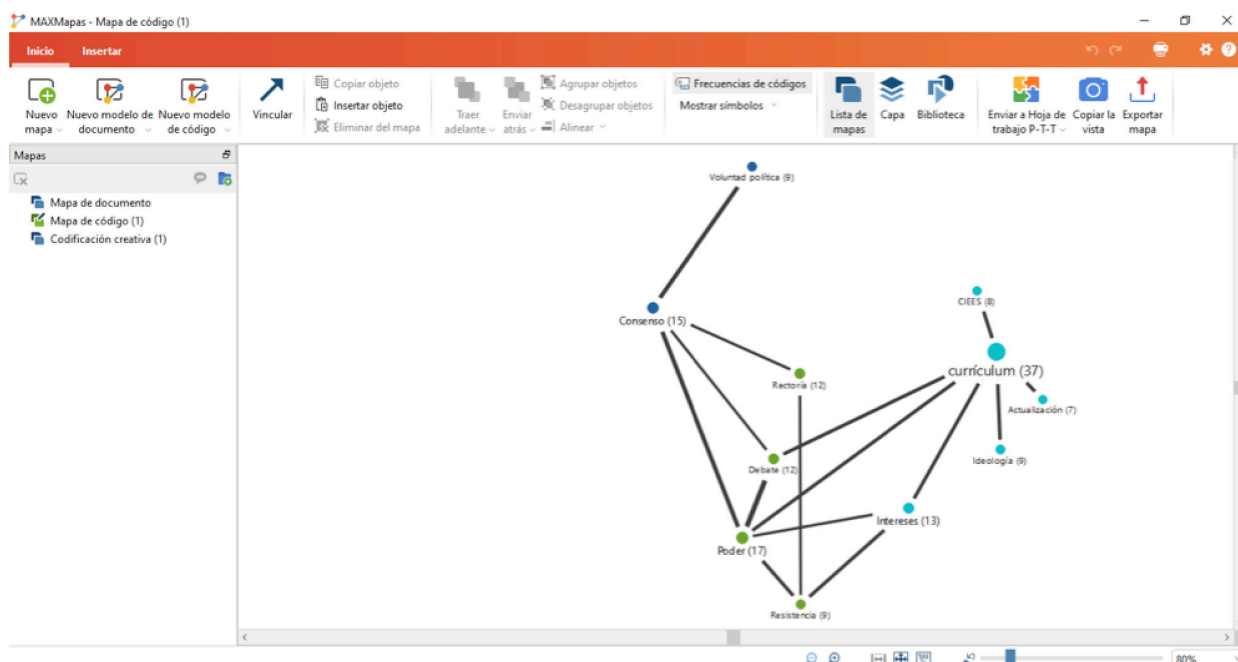 MAXMapas - Mapa de código (1)
Inicio Insertar
Nuevo mapa
Nuevo modelo de documento
Nuevo modelo de código
Vincular
Copiar objeto
Insertar objeto
Eliminar del mapa
Traer adelante
Enviar atrás
Agrupar objetos
Desagrupar objetos
Alinear
Frecuencias de códigos
Mostrar símbolos
Lista de mapas
Capa
Biblioteca
Enviar a Hoja de trabajo P-T-T
Copiar la vista
Exportar mapa
Mapas
Mapa de documento
Mapa de código (1)
Codificación creativa (1)
Voluntad política (9)
CIEES (8)
Consenso (15)
currículum (37)
Rectoría (12)
Actualización (7)
Debate (12)
Ideología (9)
Intereses (13)
Poder (17)
Resistencia (9)
80%